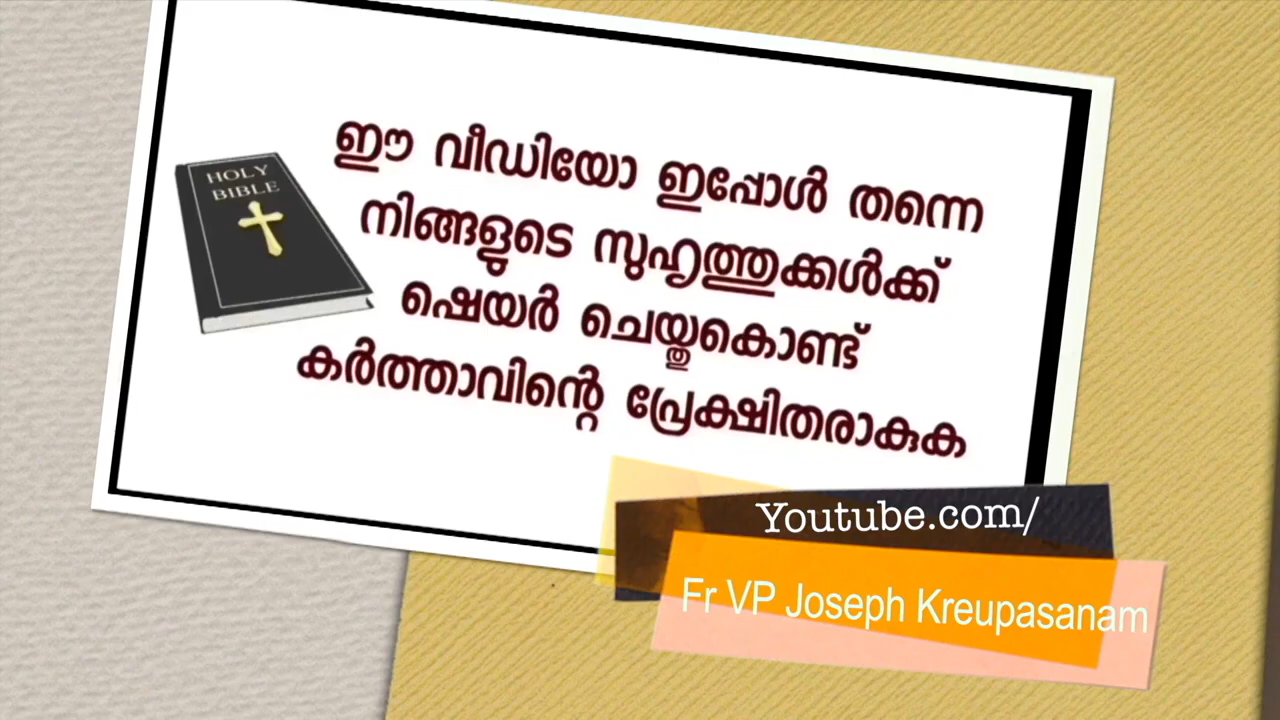 HOLY
BIBLE
ഈ വീഡിയോ ഇപ്പോൾ തന്നെ
നിങ്ങളുടെ സുഹൃത്തുക്കൾക്ക്
ഷെയർ ചെയ്തുകൊണ്ട്
കർത്താവിന്റെ പ്രേക്ഷിതരാകുക
Youtube.com/
Fr VP Joseph Kreupasanam